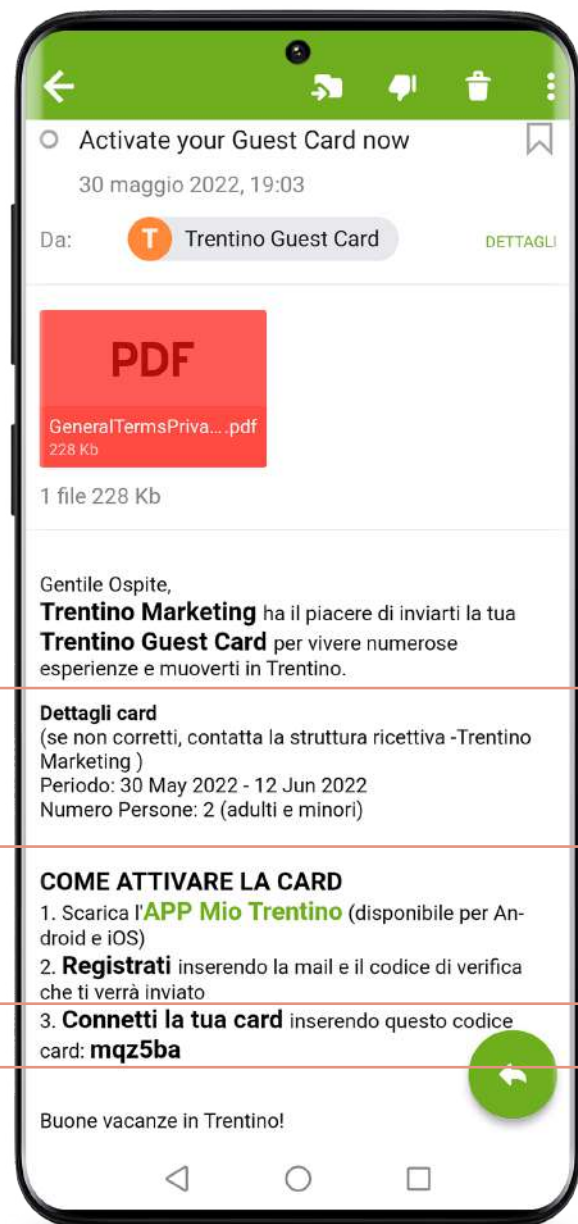 Activate your Guest Card now
30 maggio 2022, 19:03
Da: T Trentino Guest Card DETTAGLI
PDF
GeneralTermsPriva....pdf
228 Kb
1 file 228 Kb
Gentile Ospite,
Trentino Marketing ha il piacere di inviarti la tua
Trentino Guest Card per vivere numerose
esperienze e muoverti in Trentino.
Dettagli card
(se non corretti, contatta la struttura ricettiva -Trentino
Marketing )
Periodo: 30 May 2022 - 12 Jun 2022
Numero Persone: 2 (adulti e minori)
COME ATTIVARE LA CARD
1. Scarica l'APP Mio Trentino (disponibile per An-
droid e iOS)
2. Registrati inserendo la mail e il codice di verifica
che ti verrà inviato
3. Connetti la tua card inserendo questo codice
card: mqz5ba
Buone vacanze in Trentino!